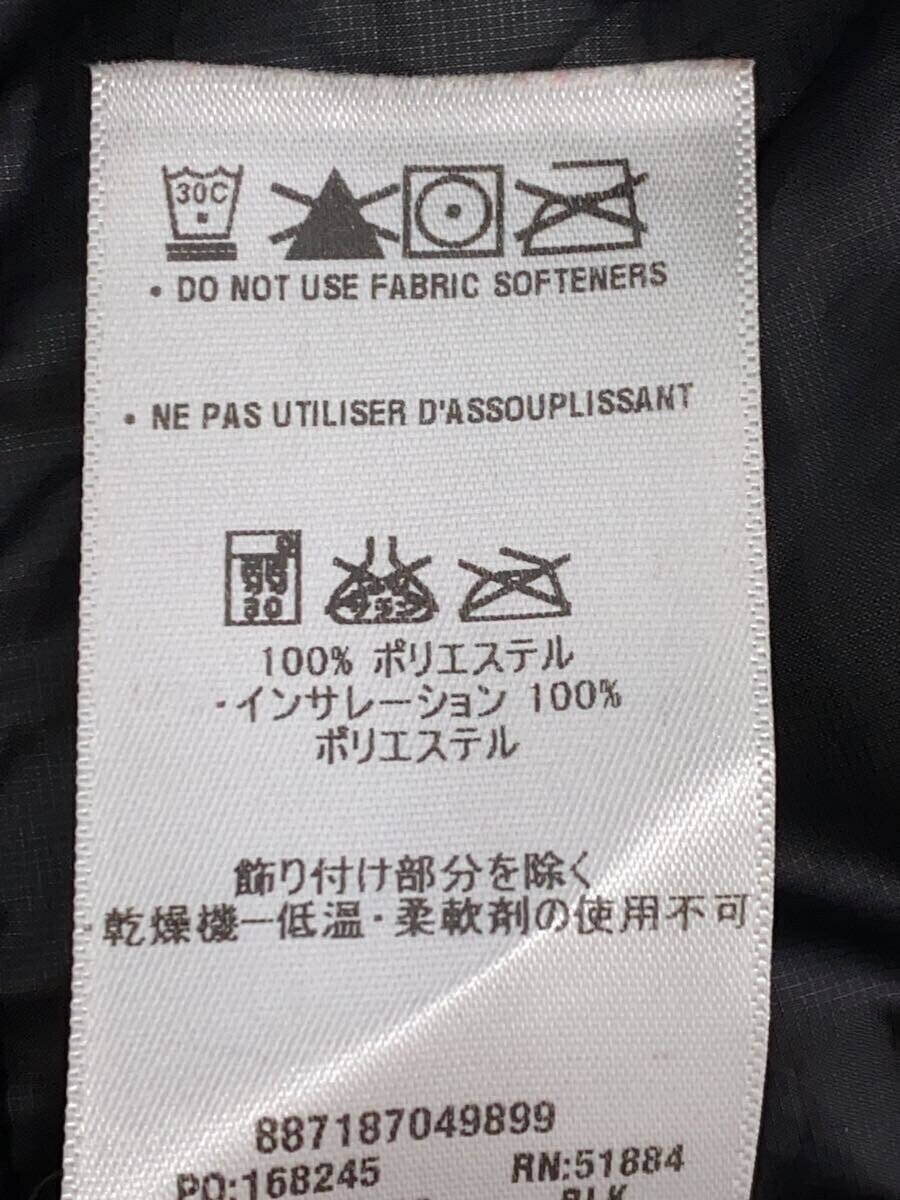 30C
• DO NOT USE FABRIC SOFTENERS
• NE PAS UTILISER D'ASSOUPLISSANT
30
100% ポリエステル
・インサレーション 100%
ポリエステル
飾り付け部分を除く
乾燥機ー低温・柔軟剤の使用不可
887187049899
PO:168245 RN:51884
BLK